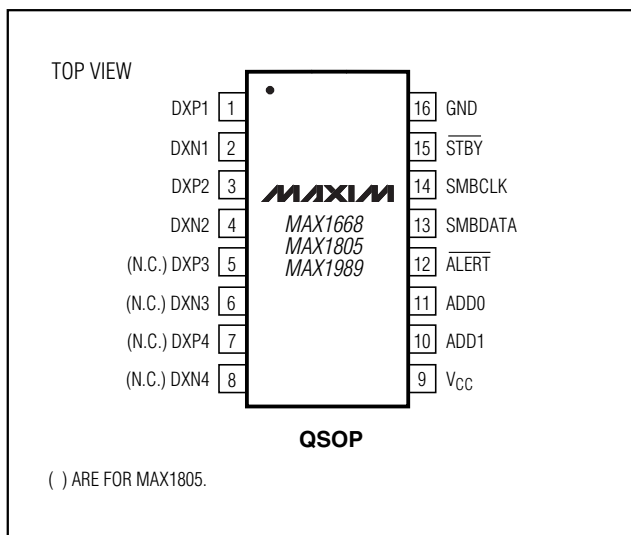 TOP VIEW
DXP1 1
DXN1 2
DXP2 3
DXN2 4
(N.C.) DXP3 5
(N.C.) DXN3 6
(N.C.) DXP4 7
(N.C.) DXN4 8
MAXIM
MAX1668
MAX1805
MAX1989
16 GND
15 STBY
14 SMBCLK
13 SMBDATA
12 ALERT
11 ADD0
10 ADD1
9 VCC
QSOP
( ) ARE FOR MAX1805.